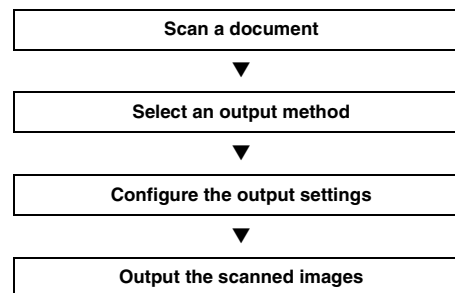 Scan a document
Select an output method
Configure the output settings
Output the scanned images